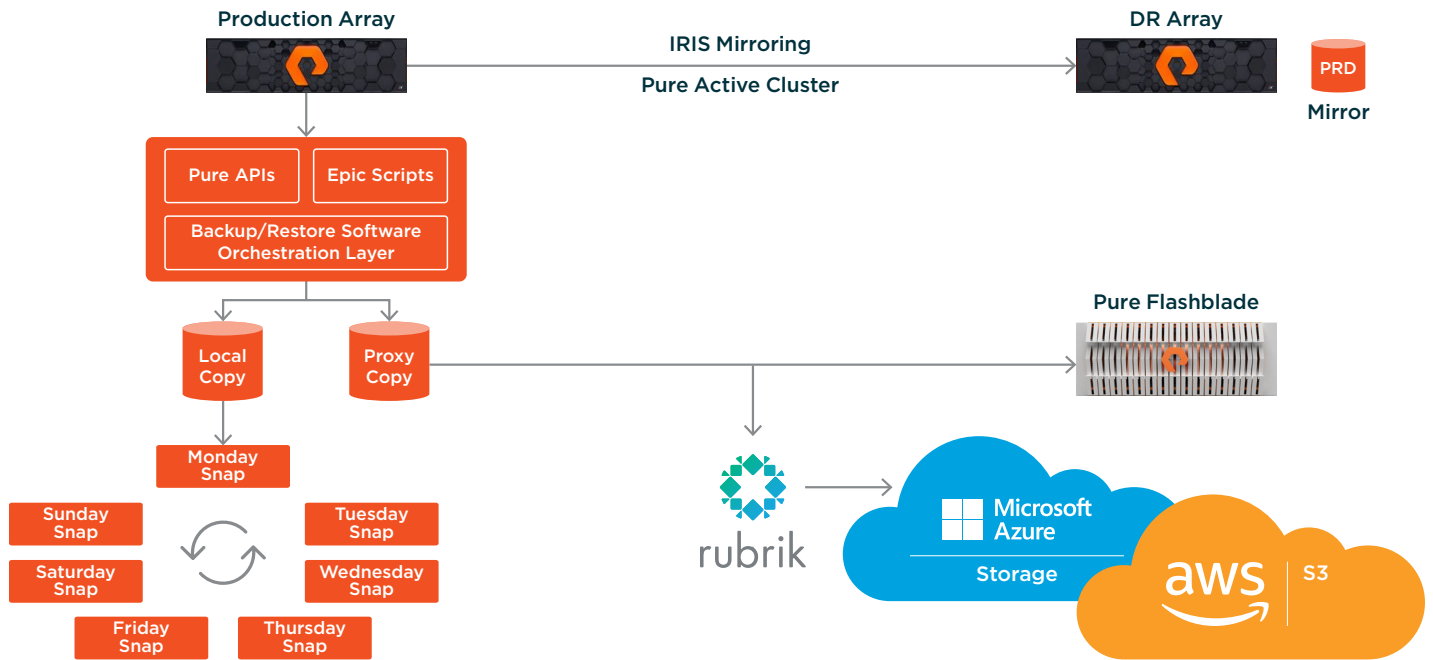 Production Array
DR Array
IRIS Mirroring
Pure Active Cluster
PRD
Mirror
Pure APIs
Epic Scripts
Backup/Restore Software
Orchestration Layer
Local
Copy
Proxy
Copy
Pure Flashblade
Monday
Snap
Sunday
Snap
Tuesday
Snap
Saturday
Snap
Wednesday
Snap
Friday
Snap
Thursday
Snap
rubrik
Microsoft
Azure
Storage
aws
S3